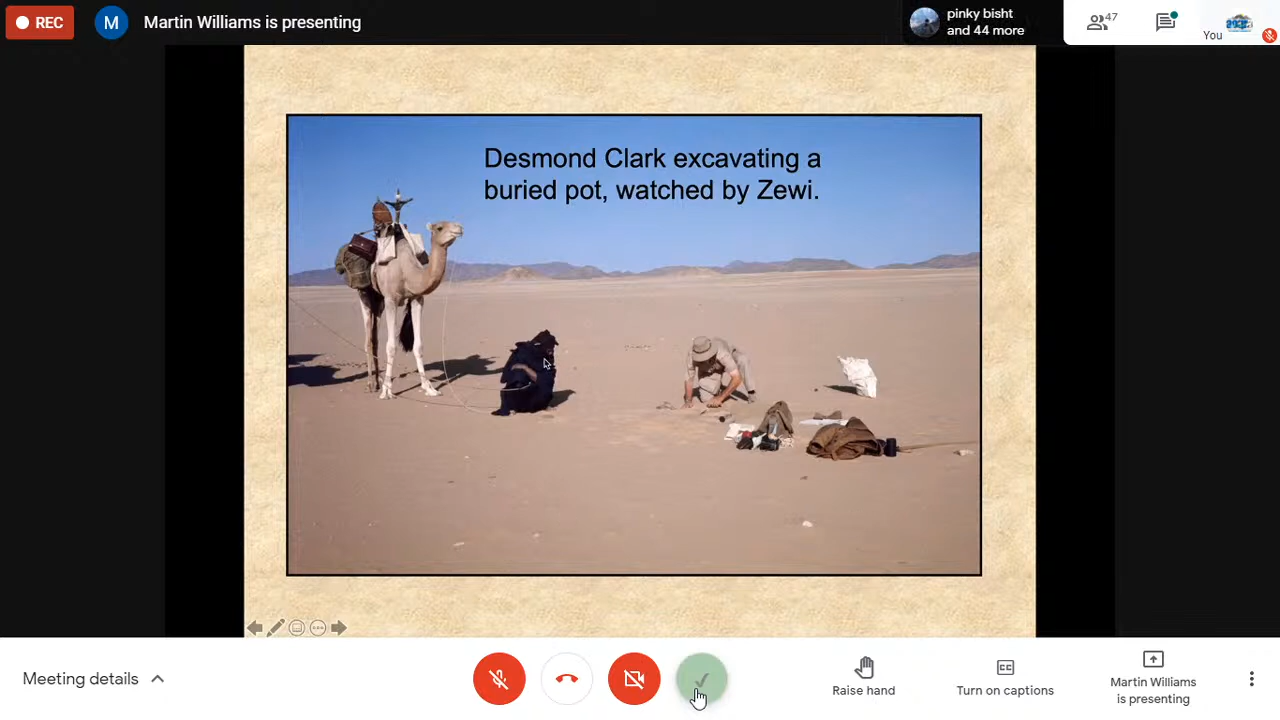 REC
M
Martin Williams is presenting
pinky bisht
and 44 more
47
You
Desmond Clark excavating a
buried pot, watched by Zewi.
Meeting details
Raise hand
CC
Turn on captions
Martin Williams
is presenting